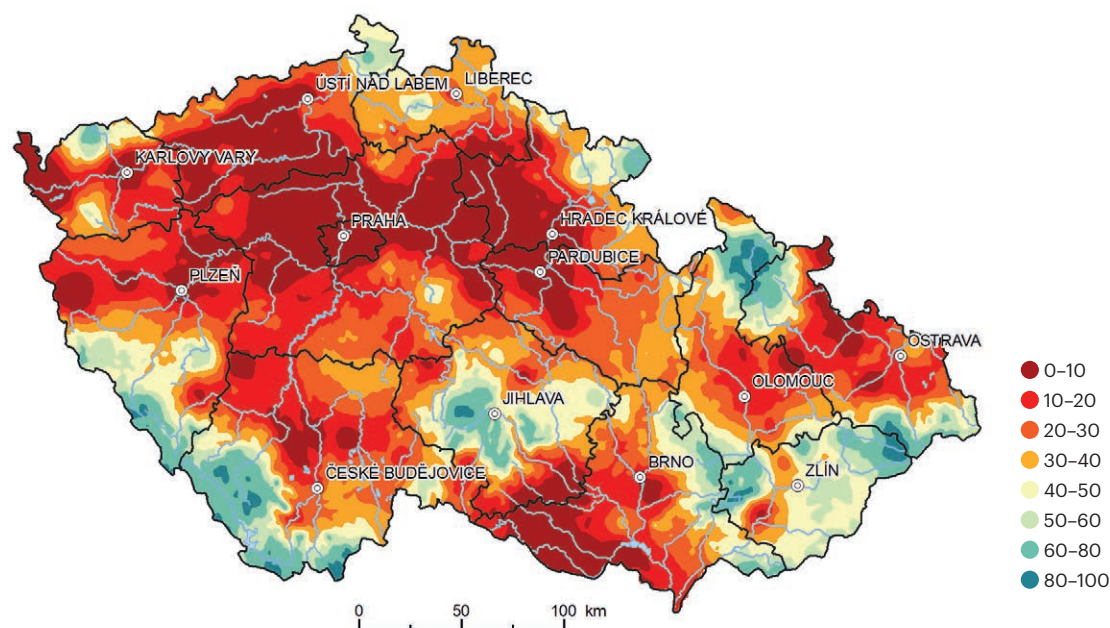 LIBEREC
ÚSTÍ NAD LABEM
KARLOVY VARY
PRAHA
HRADEC KRÁLOVÉ
PARDUBICE
PLZEŇ
OSTRAVA
OLOMOUC
JIHLAVA
BRNO
ZLÍN
ČESKÉ BUDĚJOVICE
0–10
10–20
20–30
30–40
40–50
50–60
60–80
80–100
0 50 100 km